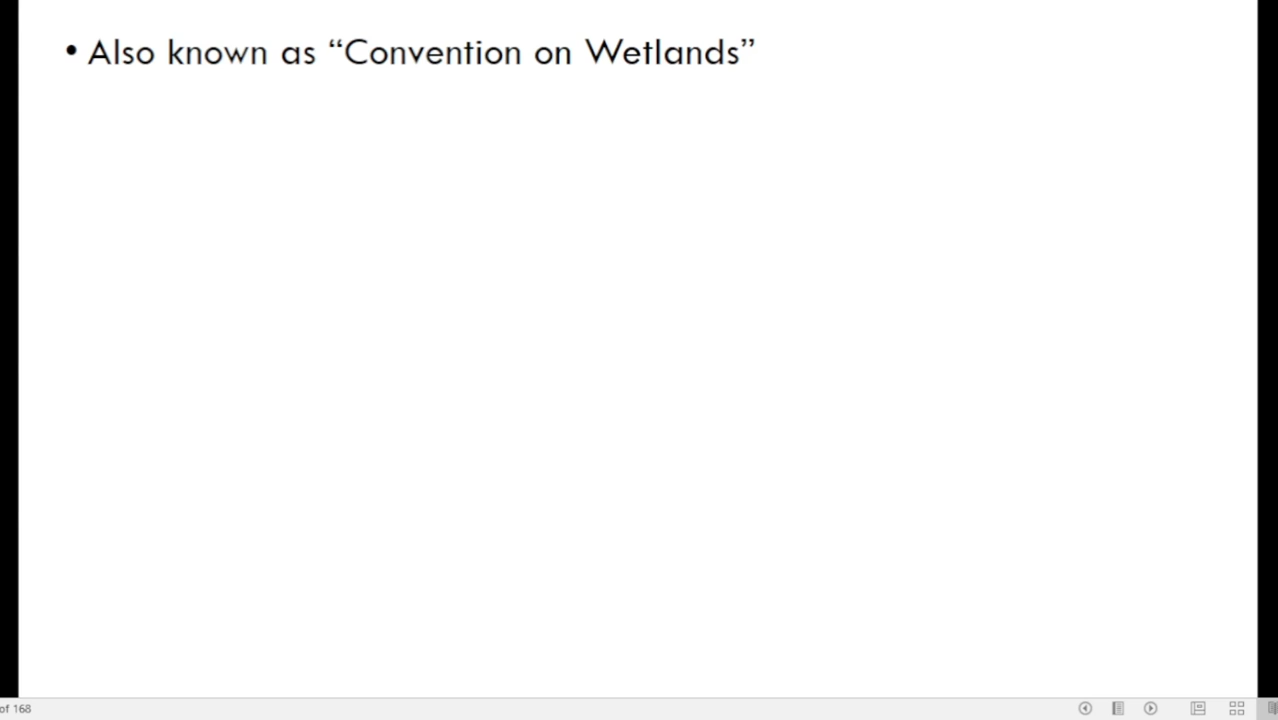 • Also known as “Convention on Wetlands”
of 168